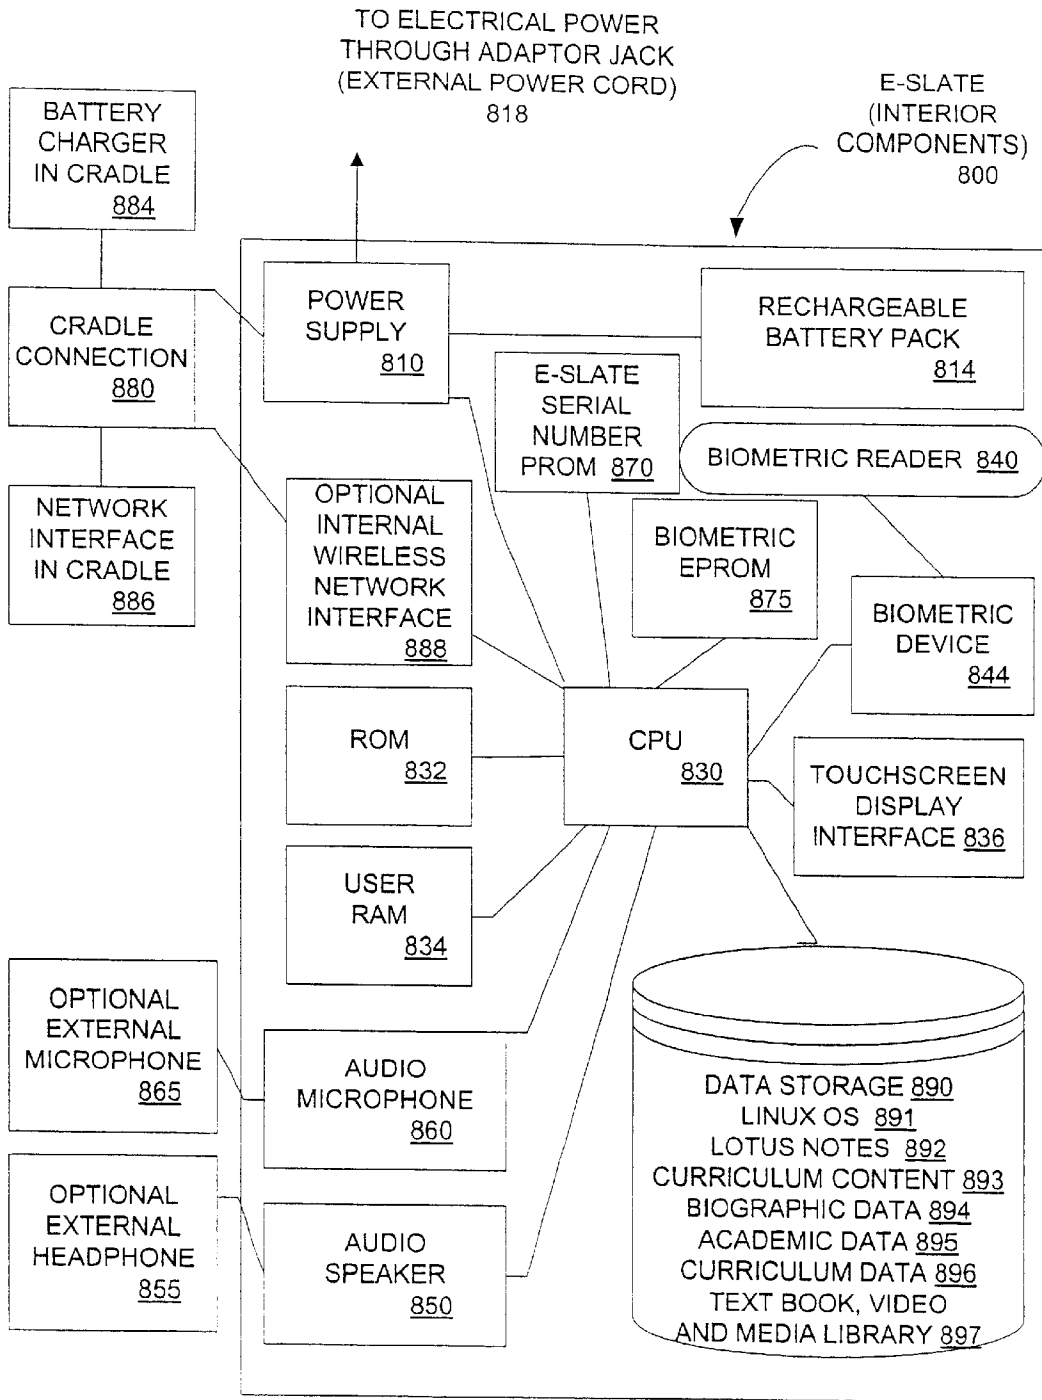 TO ELECTRICAL POWER
THROUGH ADAPTOR JACK
(EXTERNAL POWER CORD)
818
E-SLATE
(INTERIOR
COMPONENTS)
800
BATTERY
CHARGER
IN CRADLE
884
CRADLE
CONNECTION
880
NETWORK
INTERFACE
IN CRADLE
886
POWER
SUPPLY
810
RECHARGEABLE
BATTERY PACK
814
E-SLATE
SERIAL
NUMBER
PROM 870
BIOMETRIC READER 840
OPTIONAL
INTERNAL
WIRELESS
NETWORK
INTERFACE
888
BIOMETRIC
EPROM
875
BIOMETRIC
DEVICE
844
ROM
832
CPU
830
TOUCHSCREEN
DISPLAY
INTERFACE 836
USER
RAM
834
OPTIONAL
EXTERNAL
MICROPHONE
865
AUDIO
MICROPHONE
860
OPTIONAL
EXTERNAL
HEADPHONE
855
AUDIO
SPEAKER
850
DATA STORAGE 890
LINUX OS 891
LOTUS NOTES 892
CURRICULUM CONTENT 893
BIOGRAPHIC DATA 894
ACADEMIC DATA 895
CURRICULUM DATA 896
TEXT BOOK, VIDEO
AND MEDIA LIBRARY 897